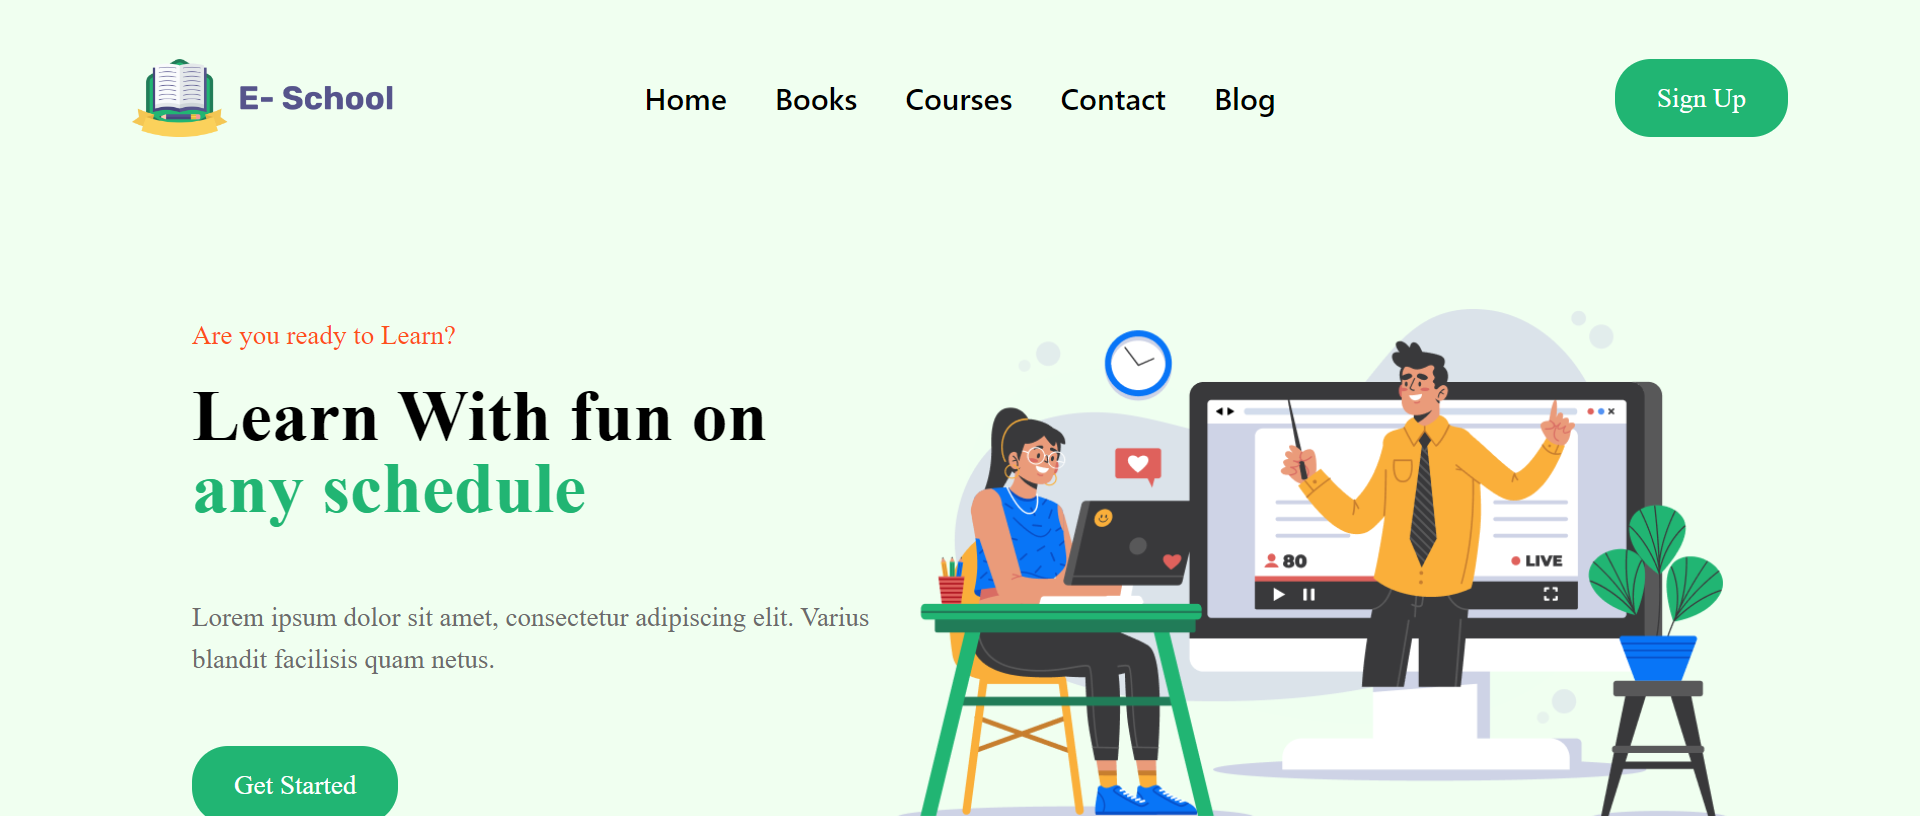 E- School
Home Books Courses Contact Blog
Sign Up
Are you ready to Learn?
Learn With fun on
any schedule
Lorem ipsum dolor sit amet, consectetur adipiscing elit. Varius
blandit facilisis quam netus.
Get Started
80
LIVE